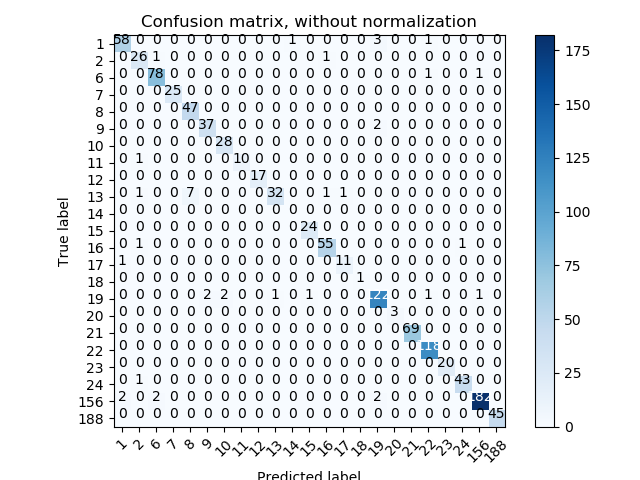 Confusion matrix, without normalization
1 58 0 0 0 0 0 0 0 0 0 1 0 0 0 0 3 0 0 1 0 0 0 0
2 0 26 1 0 0 0 0 0 0 0 0 0 1 0 0 0 0 0 0 0 0 0 0
6 0 0 78 0 0 0 0 0 0 0 0 0 0 0 0 0 0 0 1 0 0 1 0
7 0 0 0 25 0 0 0 0 0 0 0 0 0 0 0 0 0 0 0 0 0 0 0
8 0 0 0 0 47 0 0 0 0 0 0 0 0 0 0 0 0 0 0 0 0 0 0
9 0 0 0 0 0 37 0 0 0 0 0 0 0 0 0 2 0 0 0 0 0 0 0
10 0 0 0 0 0 0 28 0 0 0 0 0 0 0 0 0 0 0 0 0 0 0 0
11 0 1 0 0 0 0 0 10 0 0 0 0 0 0 0 0 0 0 0 0 0 0 0
12 0 0 0 0 0 0 0 0 17 0 0 0 0 0 0 0 0 0 0 0 0 0 0
13 0 1 0 0 7 0 0 0 0 32 0 0 1 1 0 0 0 0 0 0 0 0 0
14 0 0 0 0 0 0 0 0 0 0 0 0 0 0 0 0 0 0 0 0 0 0 0
15 0 0 0 0 0 0 0 0 0 0 0 24 0 0 0 0 0 0 0 0 0 0 0
16 0 1 0 0 0 0 0 0 0 0 0 0 55 0 0 0 0 0 0 0 1 0 0
17 1 0 0 0 0 0 0 0 0 0 0 0 0 11 0 0 0 0 0 0 0 0 0
18 0 0 0 0 0 0 0 0 0 0 0 0 0 0 1 0 0 0 0 0 0 0 0
19 0 0 0 0 0 2 2 0 0 1 0 1 0 0 0 122 0 0 1 0 0 1 0
20 0 0 0 0 0 0 0 0 0 0 0 0 0 0 0 0 3 0 0 0 0 0 0
21 0 0 0 0 0 0 0 0 0 0 0 0 0 0 0 0 0 69 0 0 0 0 0
22 0 0 0 0 0 0 0 0 0 0 0 0 0 0 0 0 0 0 118 0 0 0 0
23 0 0 0 0 0 0 0 0 0 0 0 0 0 0 0 0 0 0 0 20 0 0 0
24 0 1 0 0 0 0 0 0 0 0 0 0 0 0 0 0 0 0 0 0 43 0 0
156 2 0 2 0 0 0 0 0 0 0 0 0 0 0 0 2 0 0 0 0 0 182 0
188 0 0 0 0 0 0 0 0 0 0 0 0 0 0 0 0 0 0 0 0 0 0 45
1 2 6 7 8 9 10 11 12 13 14 15 16 17 18 19 20 21 22 23 24 156 188
True label
Predicted label
175
150
125
100
75
50
25
0